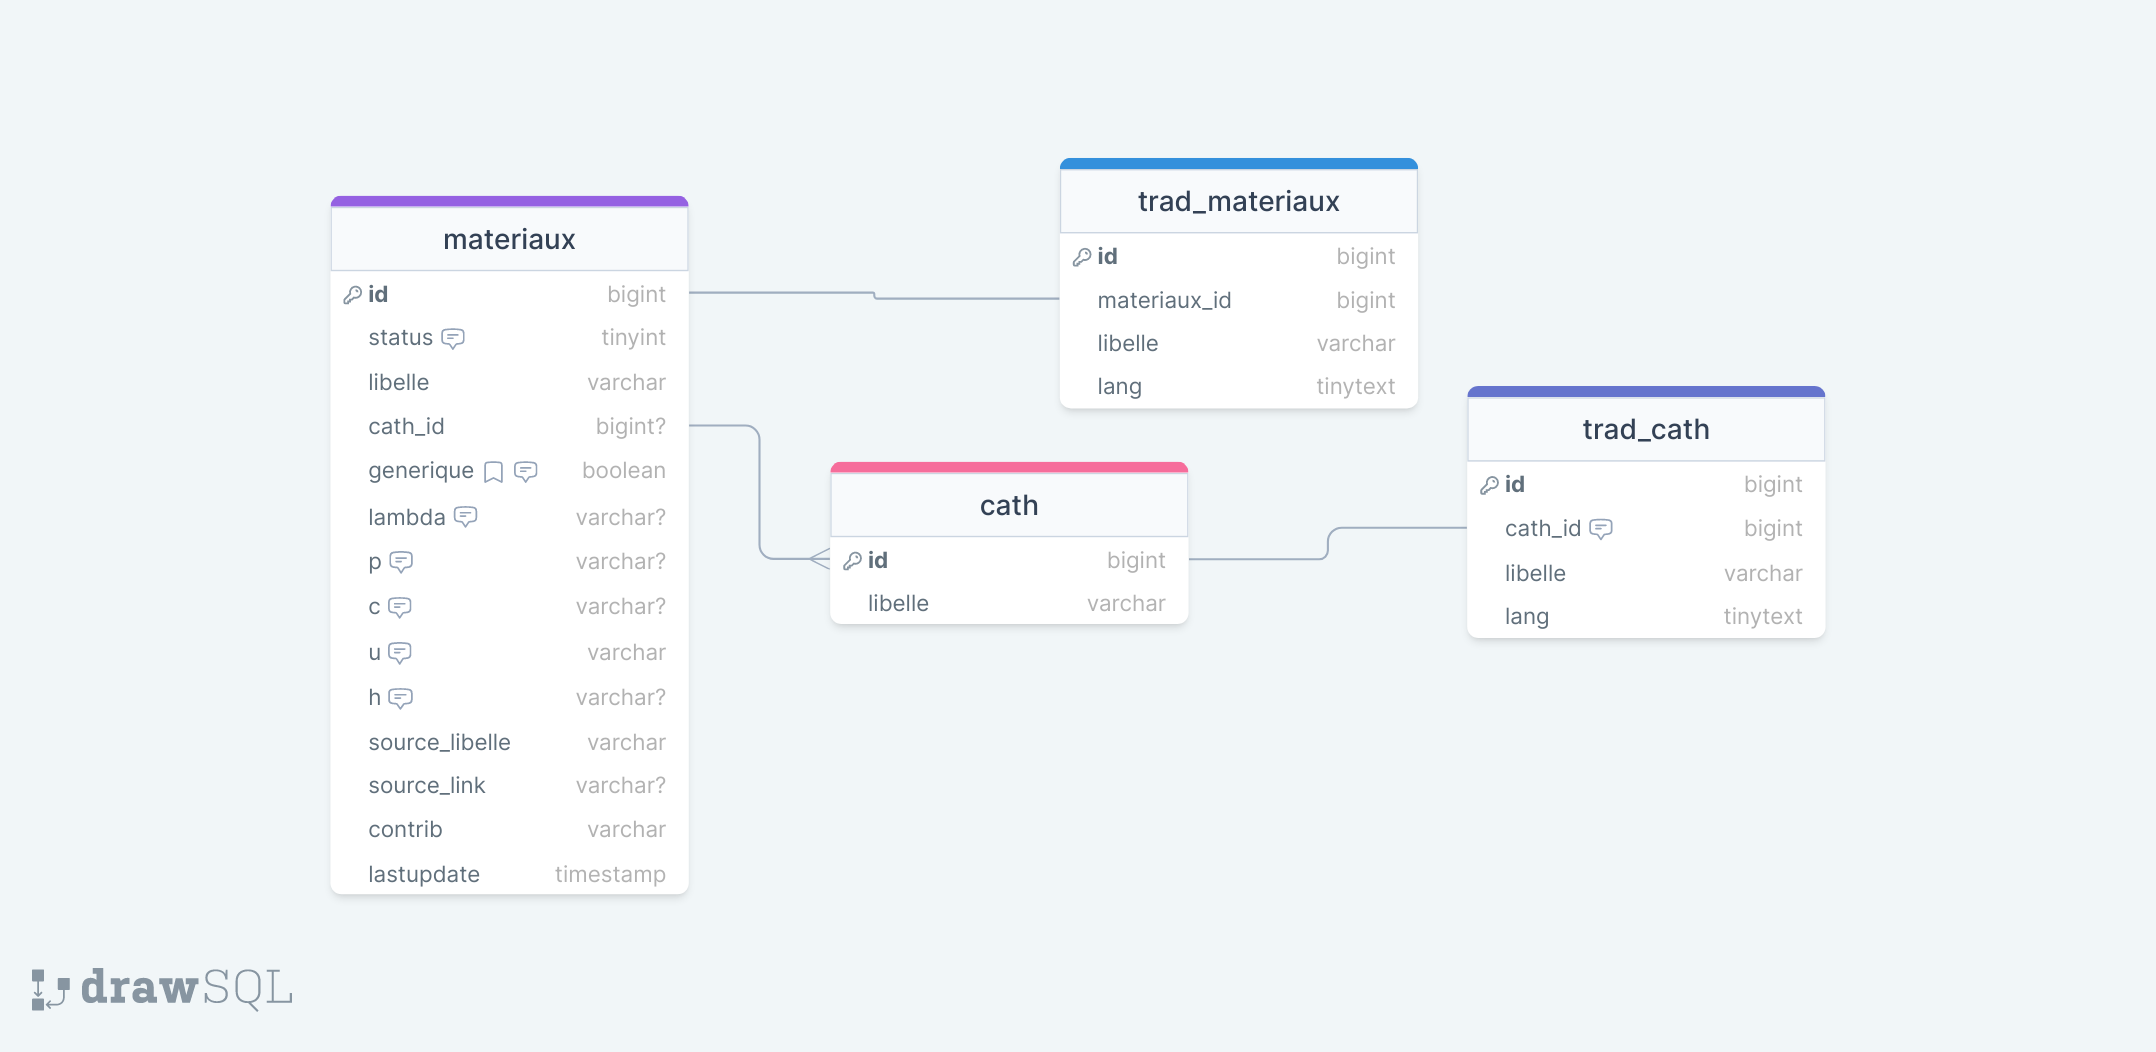 materiaux
id bigint
status tinyint
libelle varchar
cath_id bigint?
generique boolean
lambda varchar?
p varchar?
c varchar?
u varchar
h varchar?
source_libelle varchar
source_link varchar?
contrib varchar
lastupdate timestamp
trad_materiaux
id bigint
materiaux_id bigint
libelle varchar
lang tinytext
cath
id bigint
libelle varchar
trad_cath
id bigint
cath_id bigint
libelle varchar
lang tinytext
drawSQL